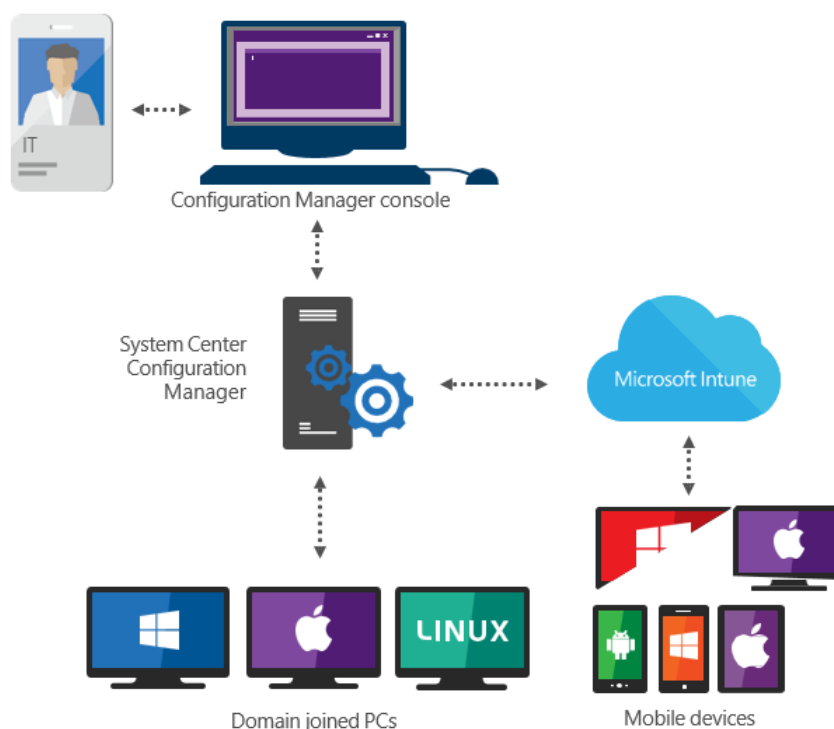 IT
Configuration Manager console
System Center
Configuration
Manager
Microsoft Intune
LINUX
Domain joined PCs
Mobile devices